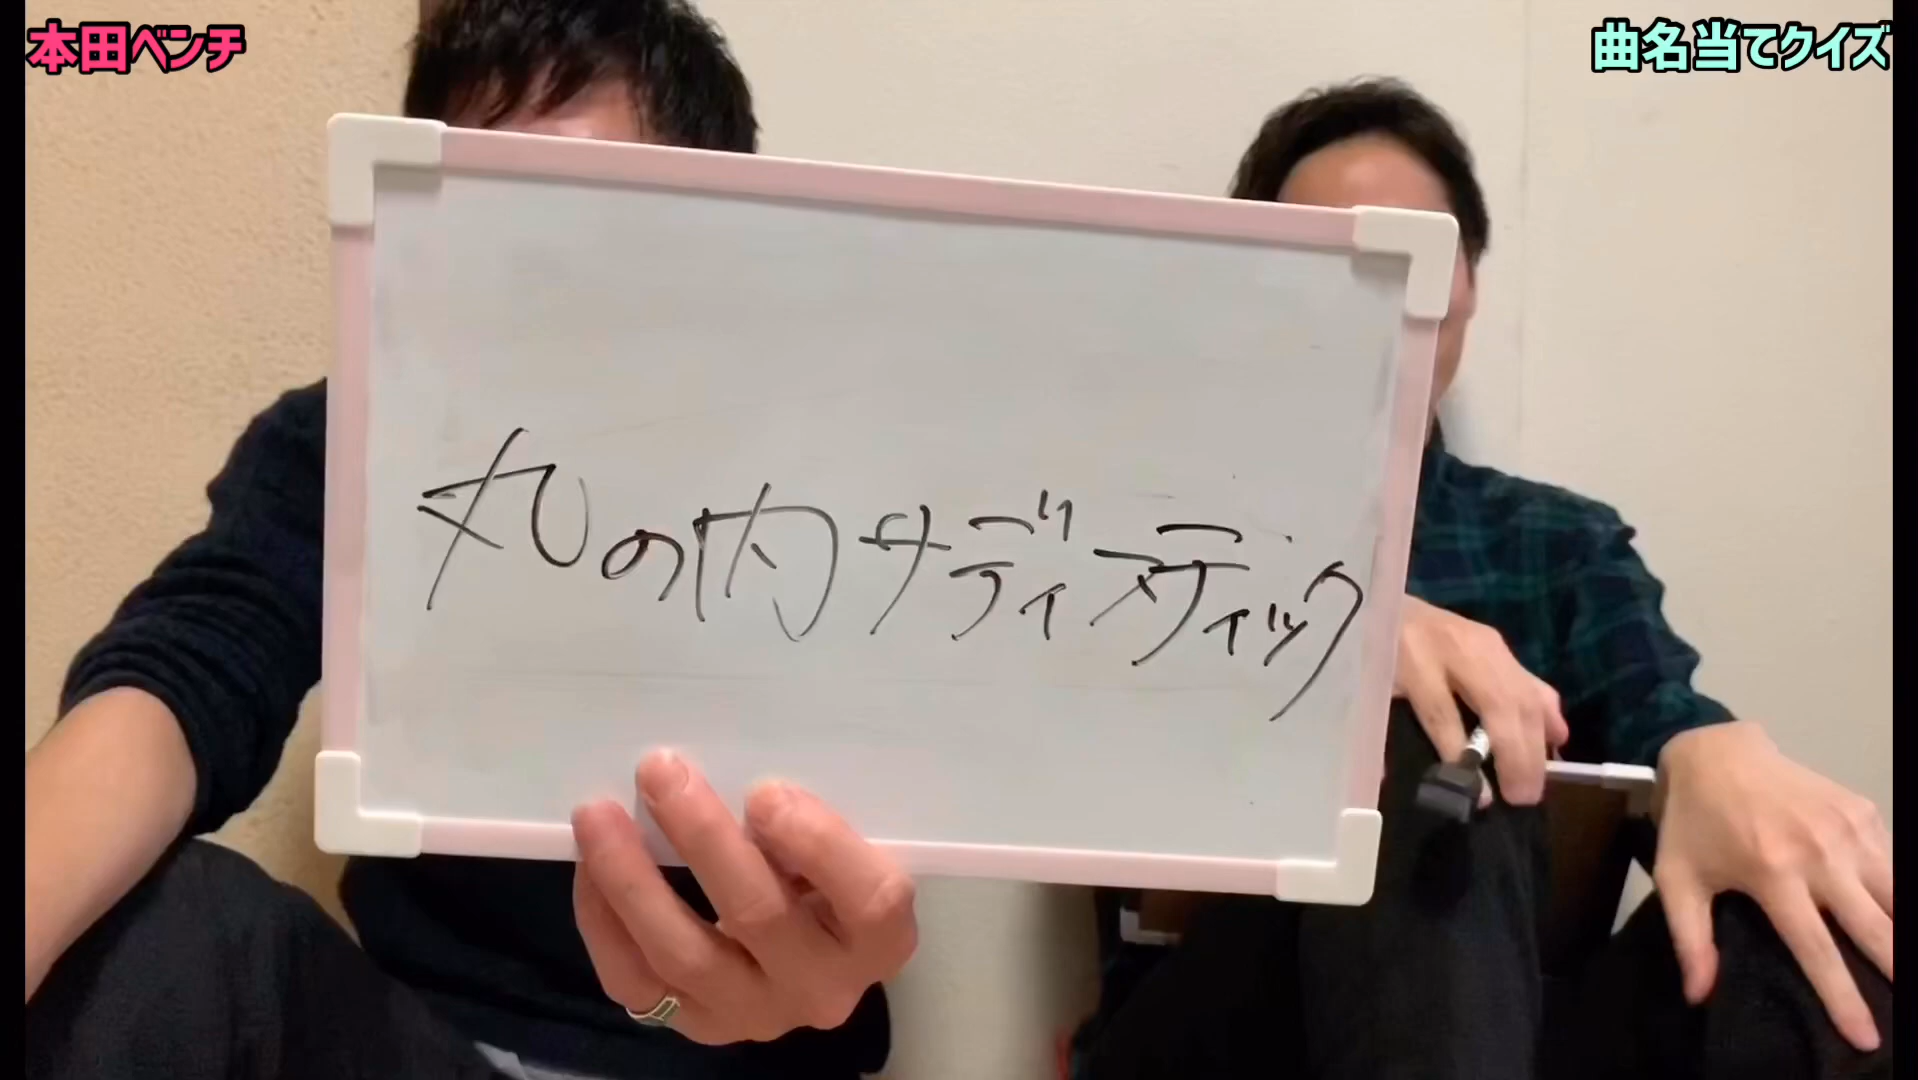 本田ベンチ
曲名当てクイズ
丸の内サディスティック